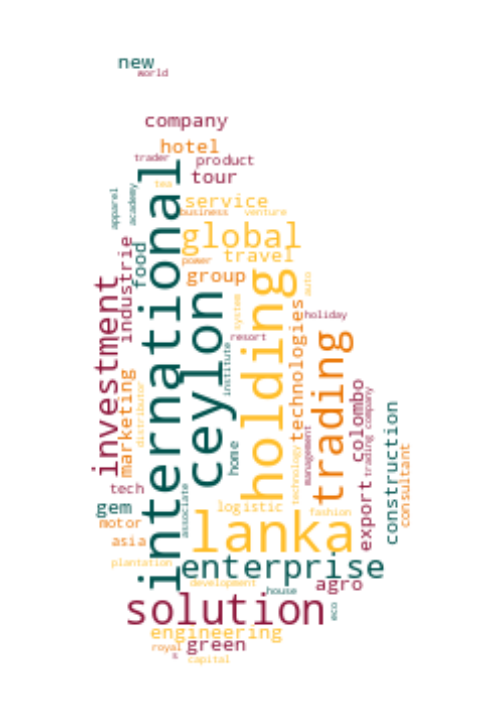 new
world
company
hotel
trader
product
tour
tea
academy
apparel
service
business
venture
global
travel
power
group
international
food
industrie
investment
ceylon
holding
auto
system
holiday
resort
technologies
trading
institute
marketing
distributor
home
colombo
trading company
management
technology
construction
consultant
export
tech
gem
motor
asia
associate
logistic
fashion
lanka
plantation
enterprise
development
house
agro
solution
eco
engineering
royal
green
s
capital